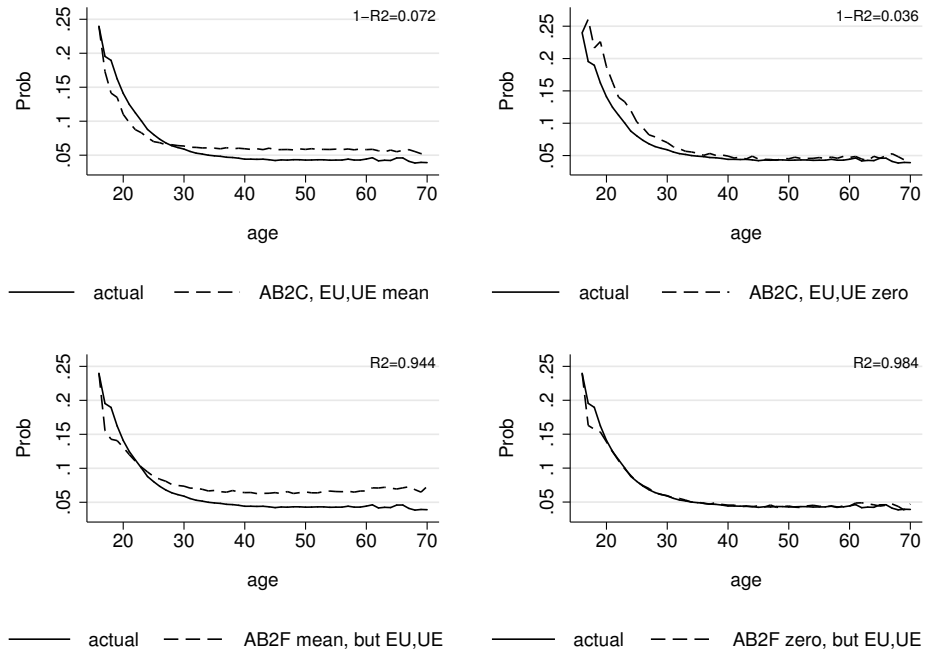 1−R2=0.072
.25
.2
.15
.1
.05
Prob
20 30 40 50 60 70
age
actual AB2C, EU,UE mean
1−R2=0.036
.25
.2
.15
.1
.05
Prob
20 30 40 50 60 70
age
actual AB2C, EU,UE zero
R2=0.944
.25
.2
.15
.1
.05
Prob
20 30 40 50 60 70
age
actual AB2F mean, but EU,UE
R2=0.984
.25
.2
.15
.1
.05
Prob
20 30 40 50 60 70
age
actual AB2F zero, but EU,UE